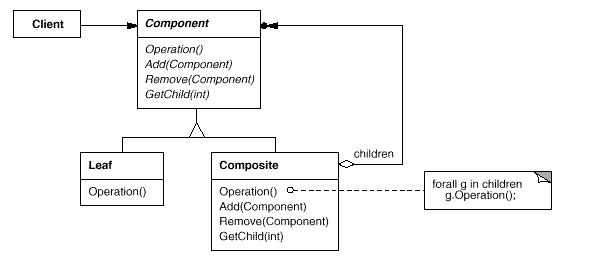 Client
Component
Operation()
Add(Component)
Remove(Component)
GetChild(int)
children
Leaf
Operation()
Composite
Operation()
Add(Component)
Remove(Component)
GetChild(int)
forall g in children
g.Operation();